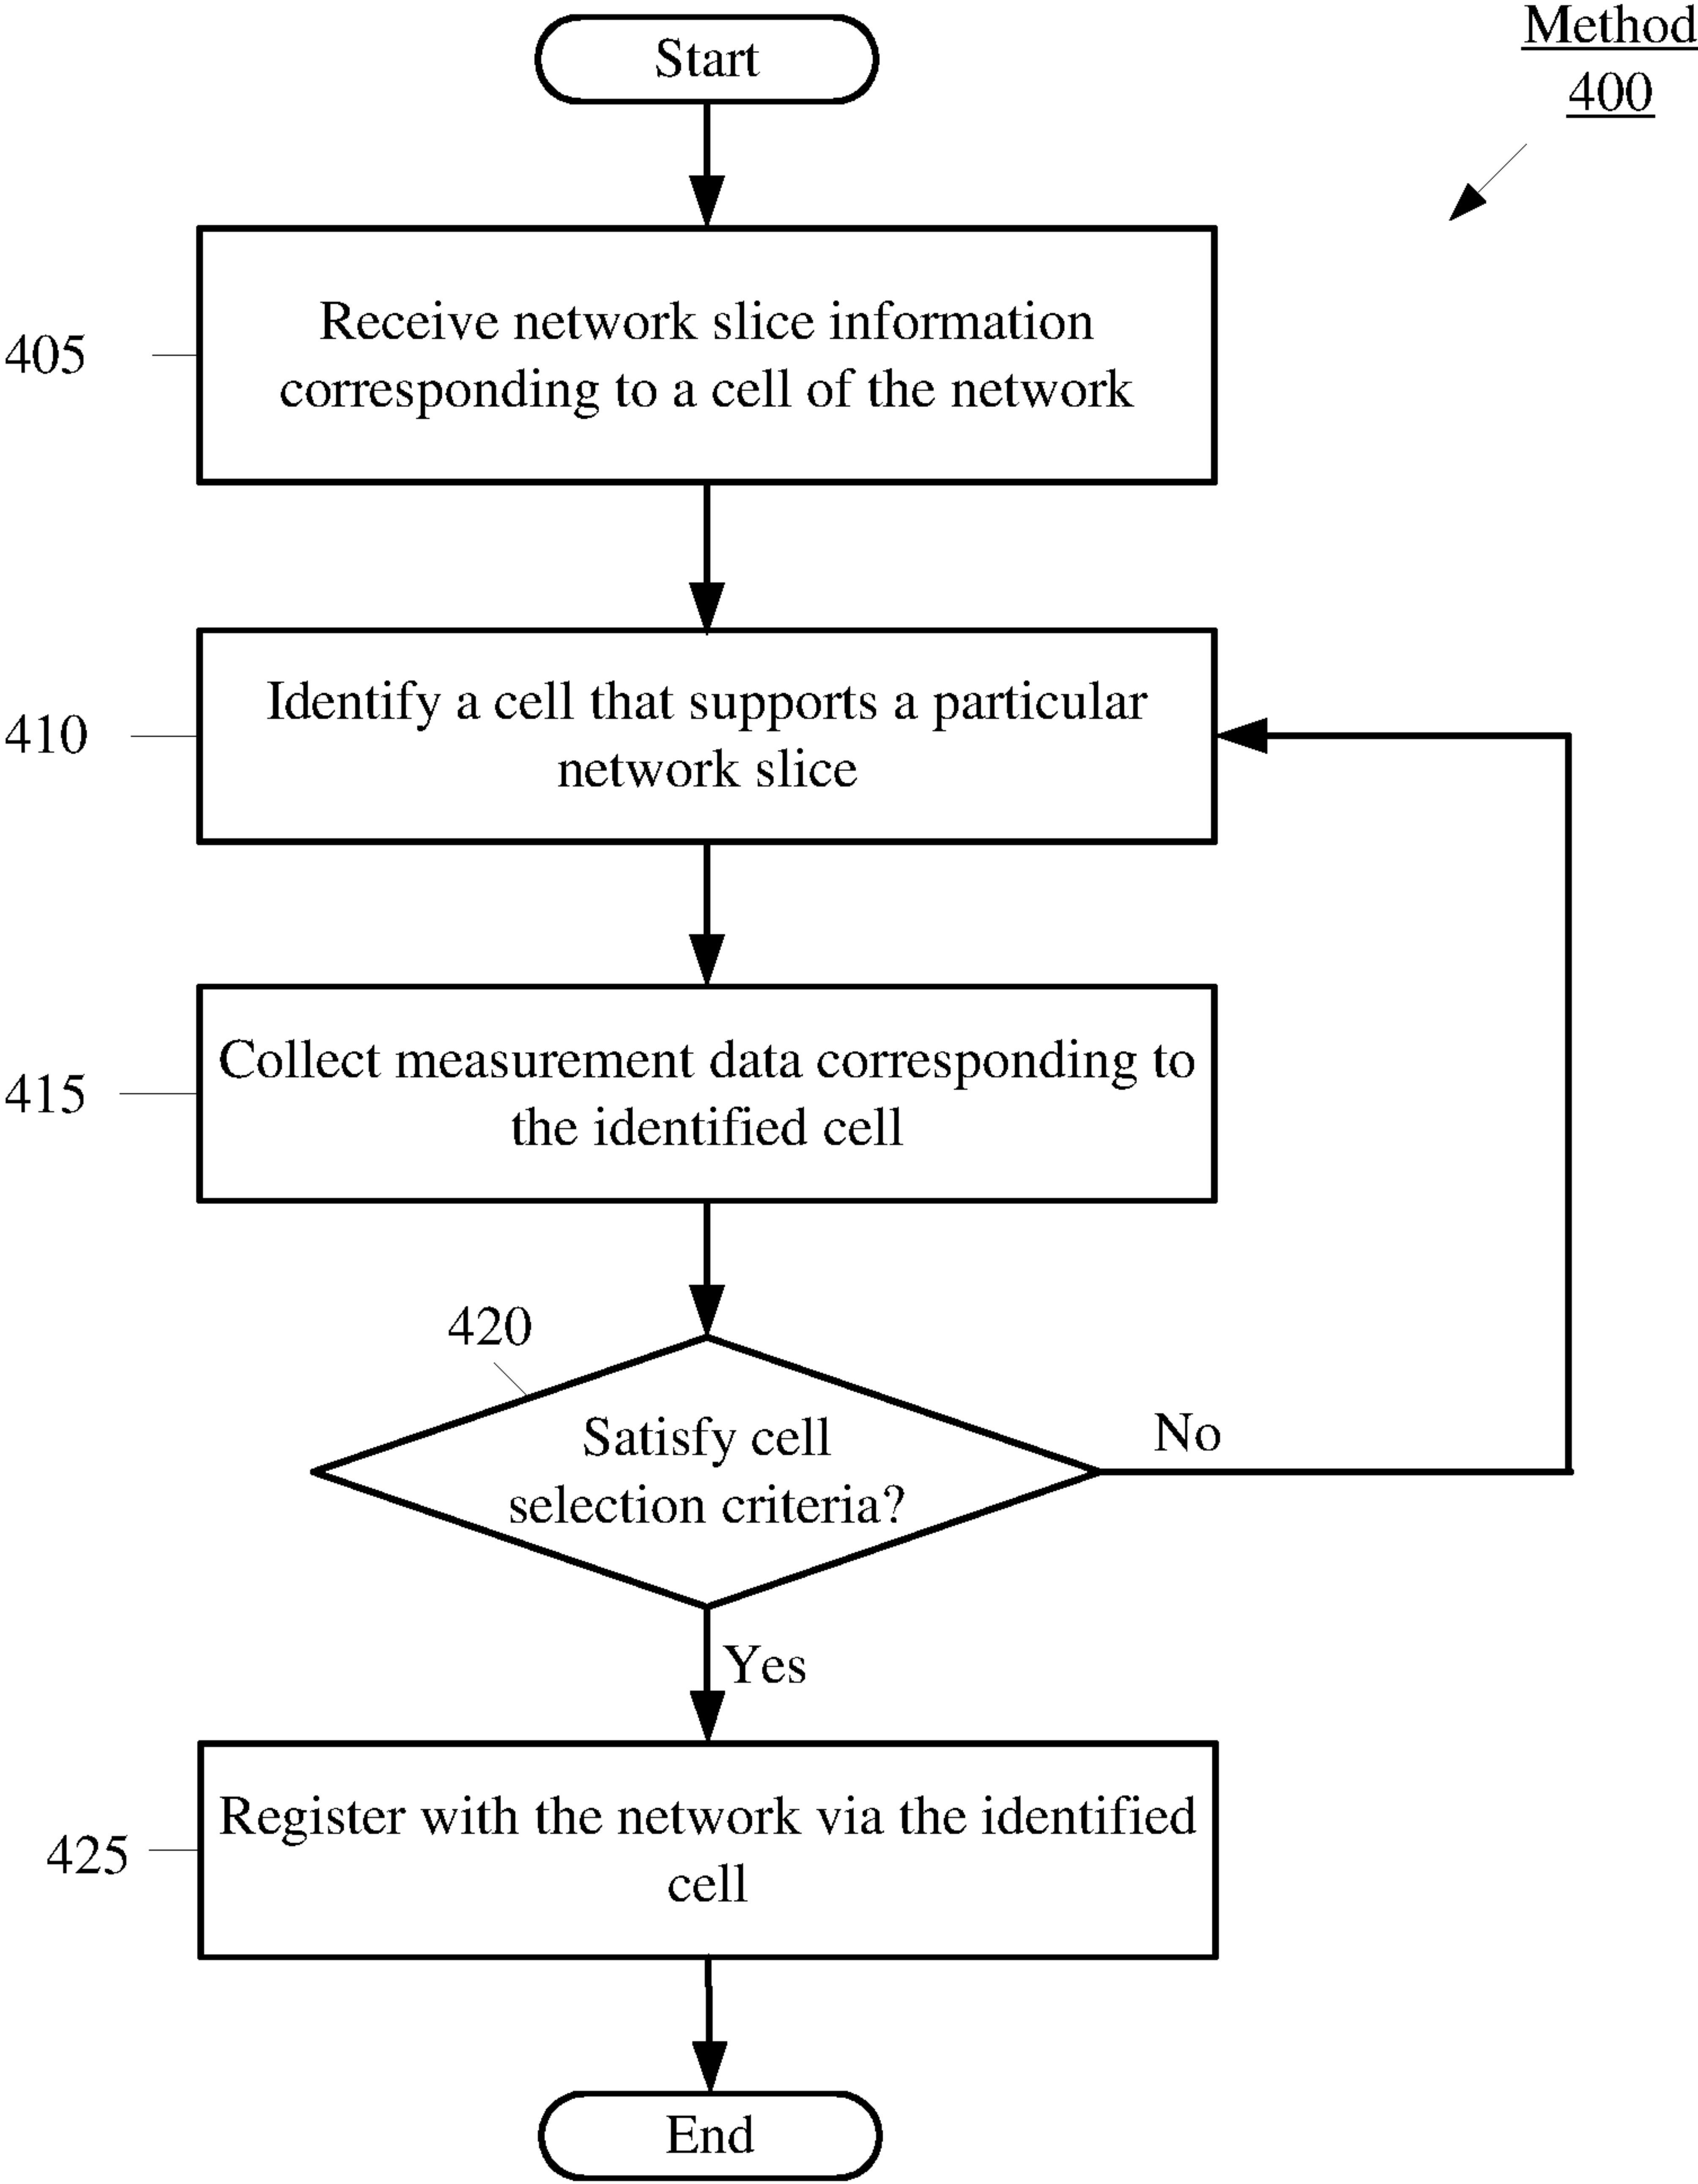 Method
400
Start
405
Receive network slice information
corresponding to a cell of the network
410
Identify a cell that supports a particular
network slice
415
Collect measurement data corresponding to
the identified cell
420
Satisfy cell
selection criteria?
No
Yes
425
Register with the network via the identified
cell
End